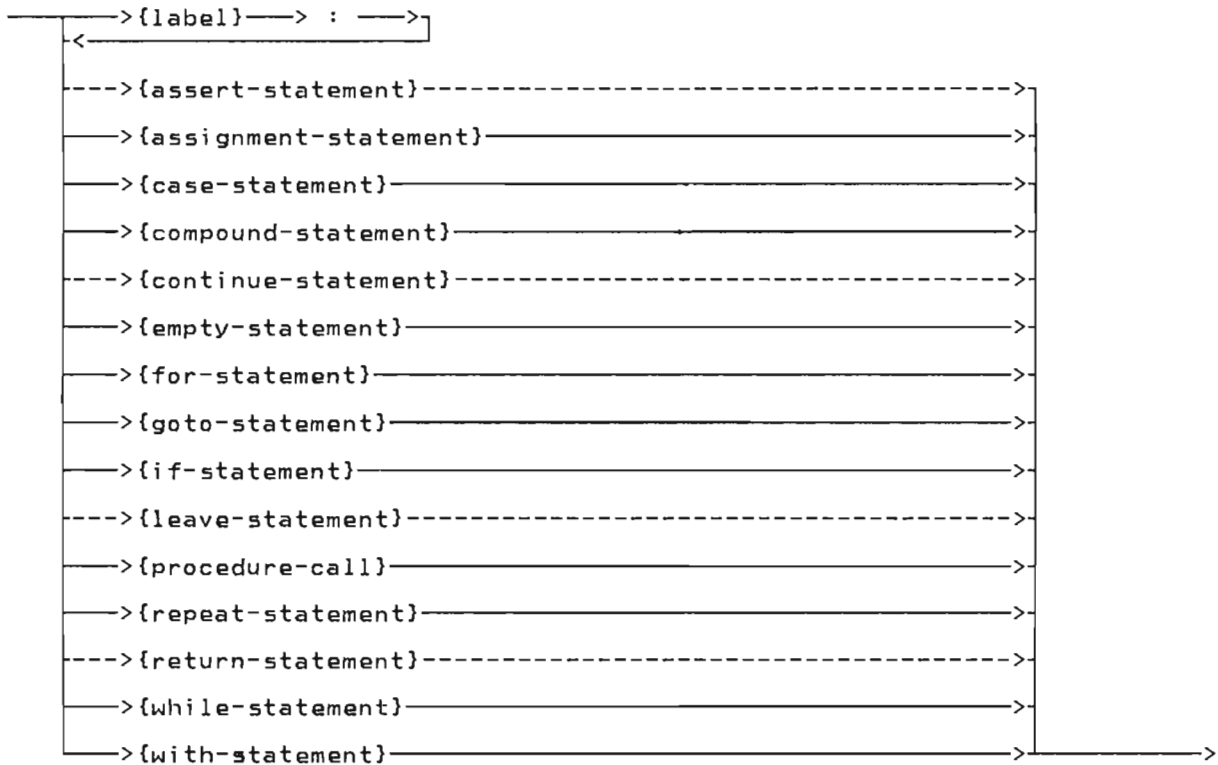 {label} :
{assert-statement}
{assignment-statement}
{case-statement}
{compound-statement}
{continue-statement}
{empty-statement}
{for-statement}
{goto-statement}
{if-statement}
{leave-statement}
{procedure-call}
{repeat-statement}
{return-statement}
{while-statement}
{with-statement}